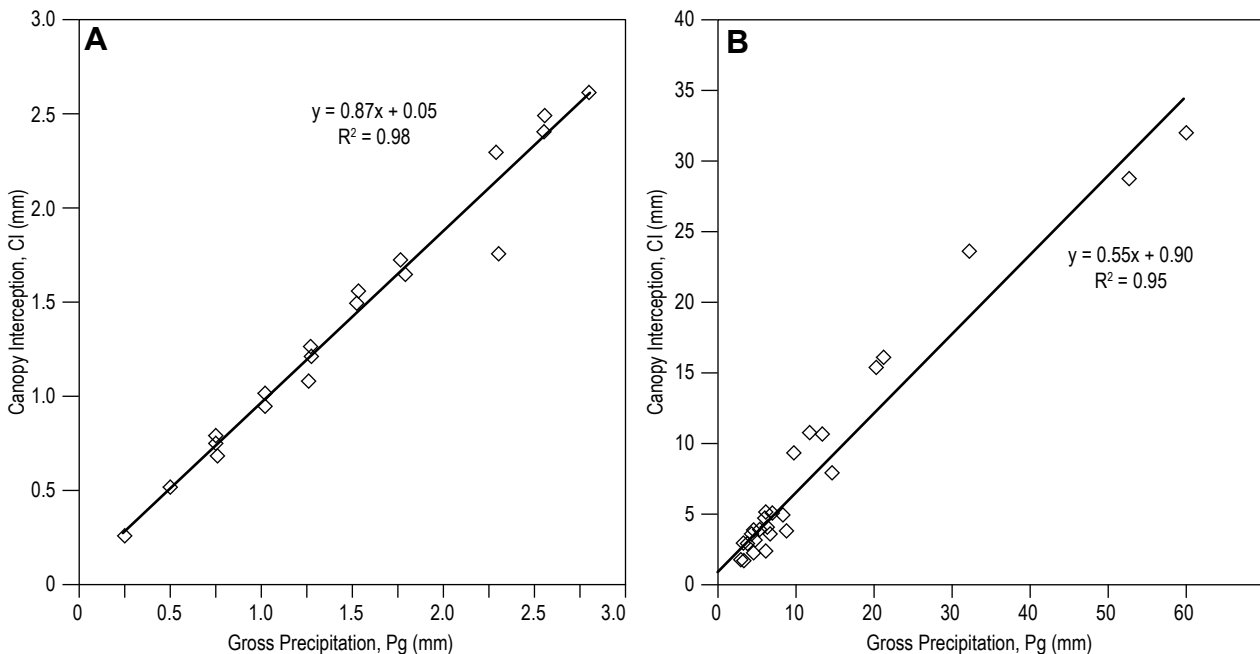 A
3.0
2.5
2.0
1.5
1.0
0.5
0
Canopy Interception, CI (mm)
y = 0.87x + 0.05
R² = 0.98
0 0.5 1.0 1.5 2.0 2.5 3.0
Gross Precipitation, Pg (mm)
B
40
35
30
25
20
15
10
5
0
Canopy Interception, CI (mm)
y = 0.55x + 0.90
R² = 0.95
0 10 20 30 40 50 60
Gross Precipitation, Pg (mm)